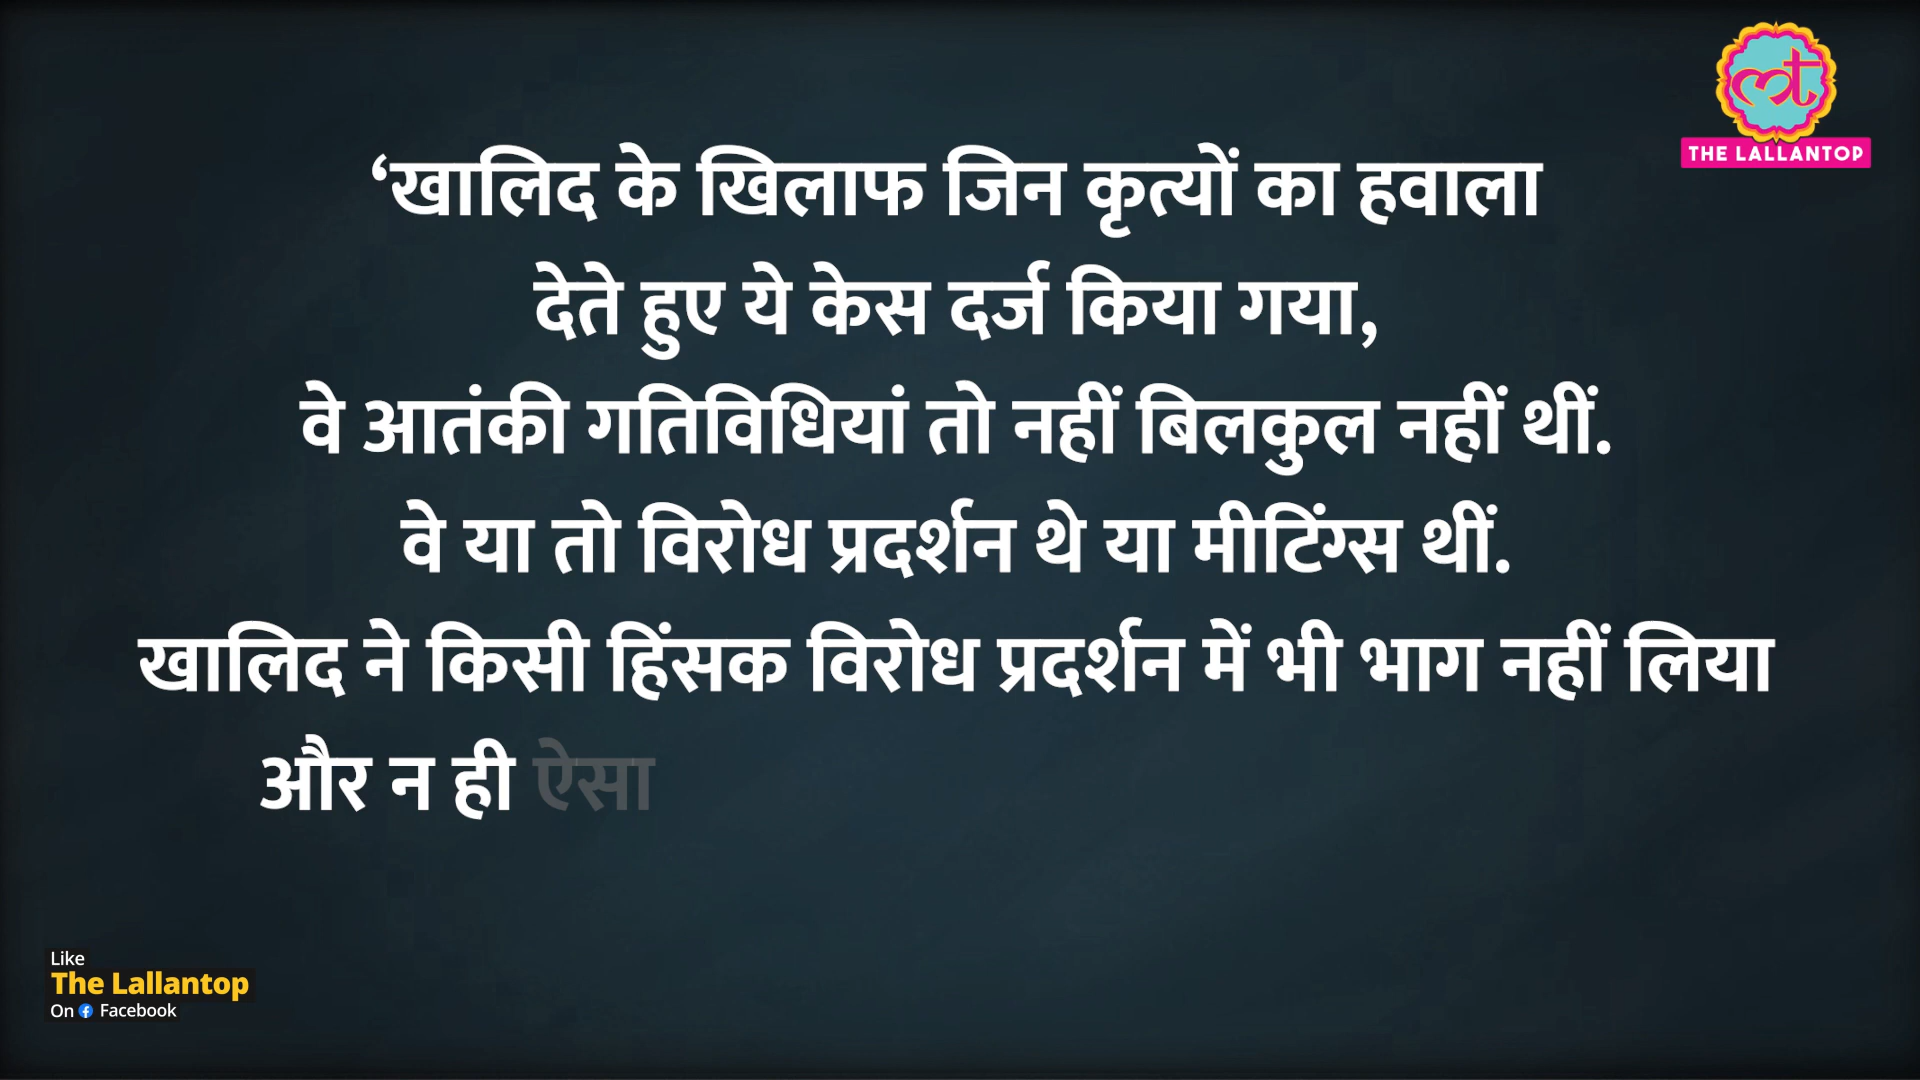 ‘खालिद के खिलाफ जिन कृत्यों का हवाला
देते हुए ये केस दर्ज किया गया,
वे आतंकी गतिविधियां तो नहीं बिलकुल नहीं थीं.
वे या तो विरोध प्रदर्शन थे या मीटिंग्स थीं.
खालिद ने किसी हिंसक विरोध प्रदर्शन में भी भाग नहीं लिया
और न ही ऐसा
लT
THE LALLANTOP
Like
The Lallantop
On Facebook